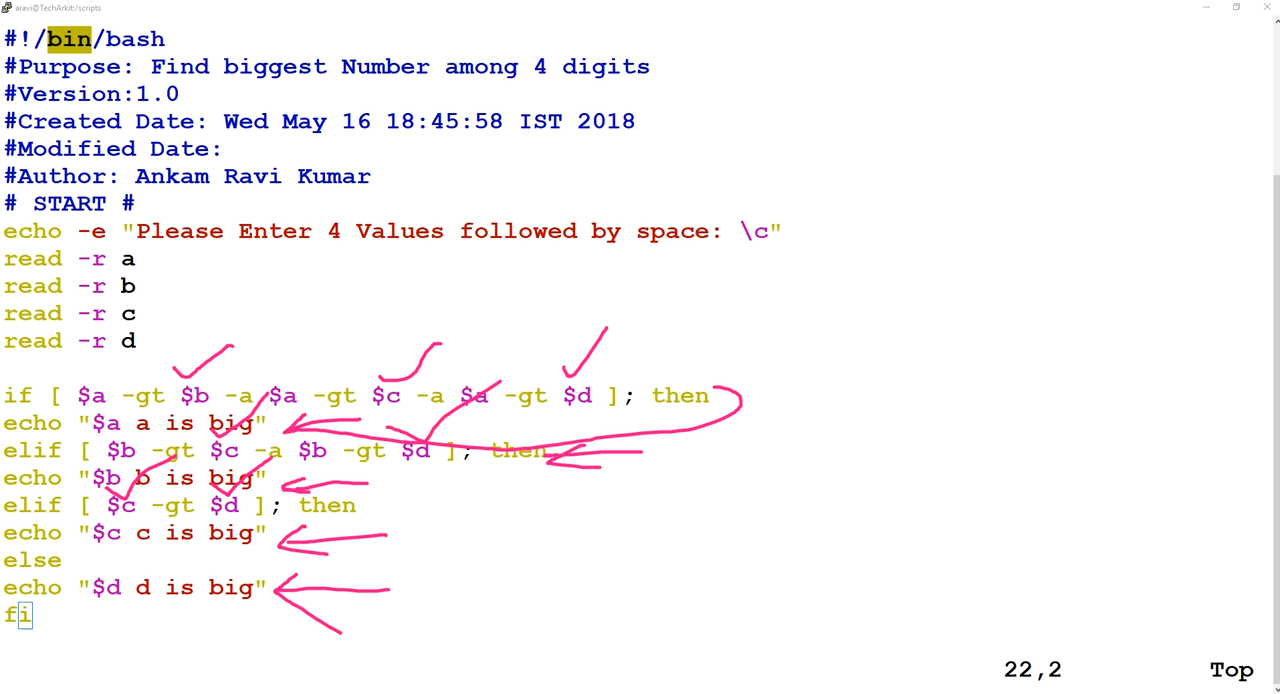 aravi@TechArkit:/scripts
#!/bin/bash
#Purpose: Find biggest Number among 4 digits
#Version:1.0
#Created Date: Wed May 16 18:45:58 IST 2018
#Modified Date:
#Author: Ankam Ravi Kumar
# START #
echo -e "Please Enter 4 Values followed by space: \c"
read -r a
read -r b
read -r c
read -r d
if [ $a -gt $b -a $a -gt $c -a $a -gt $d ]; then
echo "$a a is big"
elif [ $b -gt $c -a $b -gt $d ]; then
echo "$b b is big"
elif [ $c -gt $d ]; then
echo "$c c is big"
else
echo "$d d is big"
fi
22,2 Top